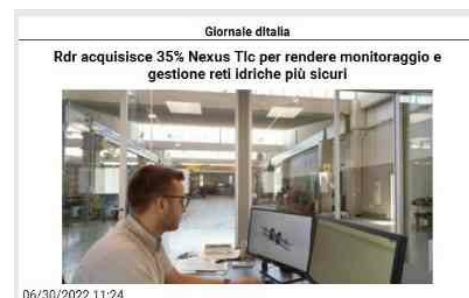 Giornale dItalia
Rdr acquisisce 35% Nexus Tlc per rendere monitoraggio e
gestione reti idriche più sicuri
06/30/2022 11:24